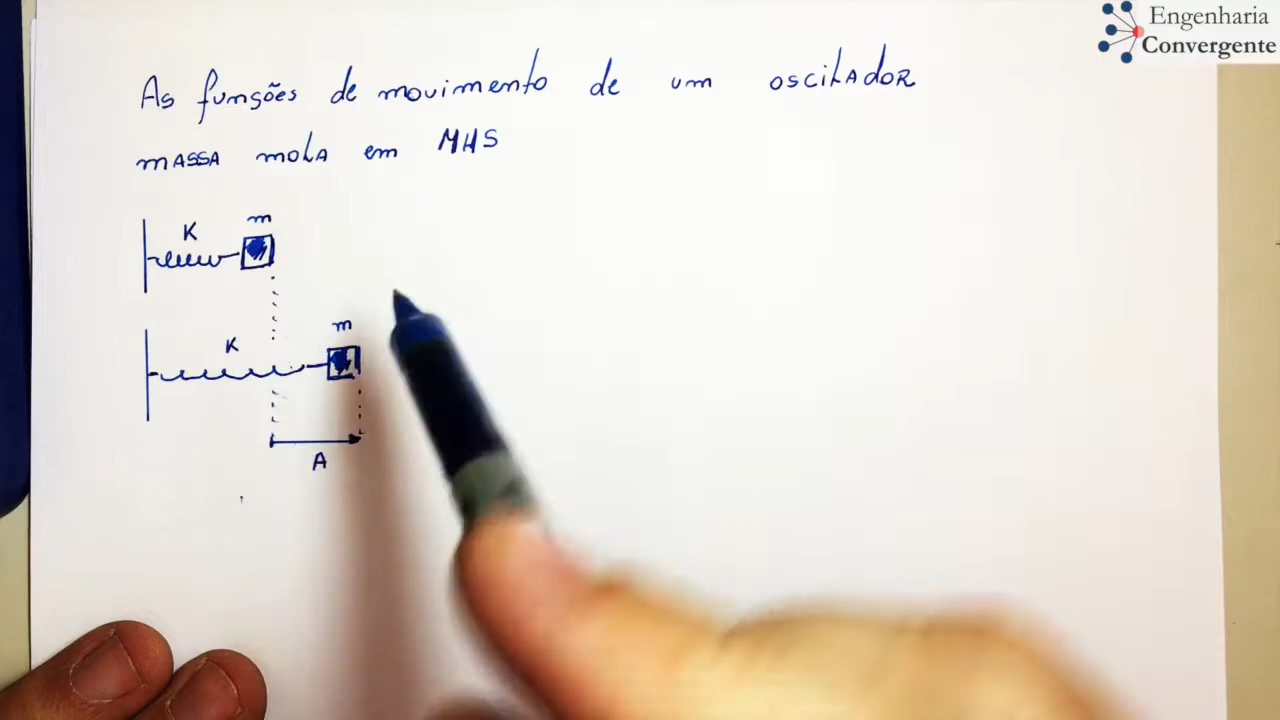 Engenharia
Convergente
As funções de movimento de um oscilador
massa mola em MHS
K
m
K
m
A